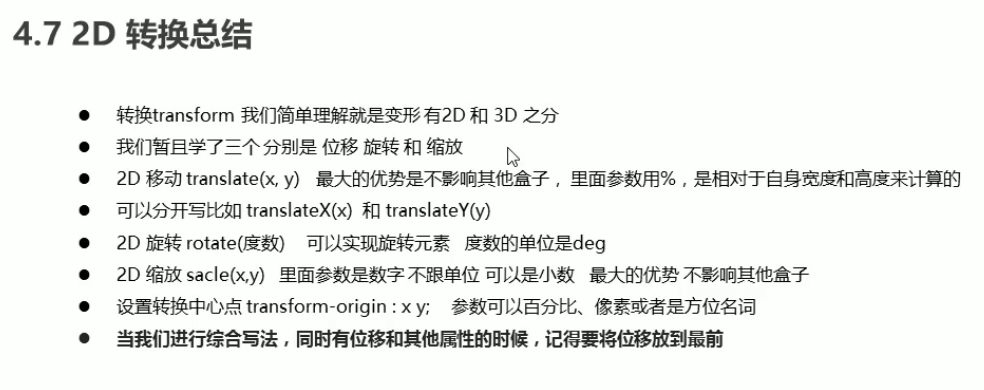 4.7 2D 转换总结
● 转换transform 我们简单理解就是变形 有2D 和 3D 之分
● 我们暂且学了三个 分别是 位移 旋转 和 缩放
● 2D 移动 translate(x, y) 最大的优势是不影响其他盒子， 里面参数用%，是相对于自身宽度和高度来计算的
● 可以分开写比如 translateX(x) 和 translateY(y)
● 2D 旋转 rotate(度数) 可以实现旋转元素 度数的单位是deg
● 2D 缩放 sacle(x,y) 里面参数是数字 不跟单位 可以是小数 最大的优势 不影响其他盒子
● 设置转换中心点 transform-origin : x y; 参数可以百分比、像素或者是方位名词
● 当我们进行综合写法，同时有位移和其他属性的时候，记得要将位移放到最前